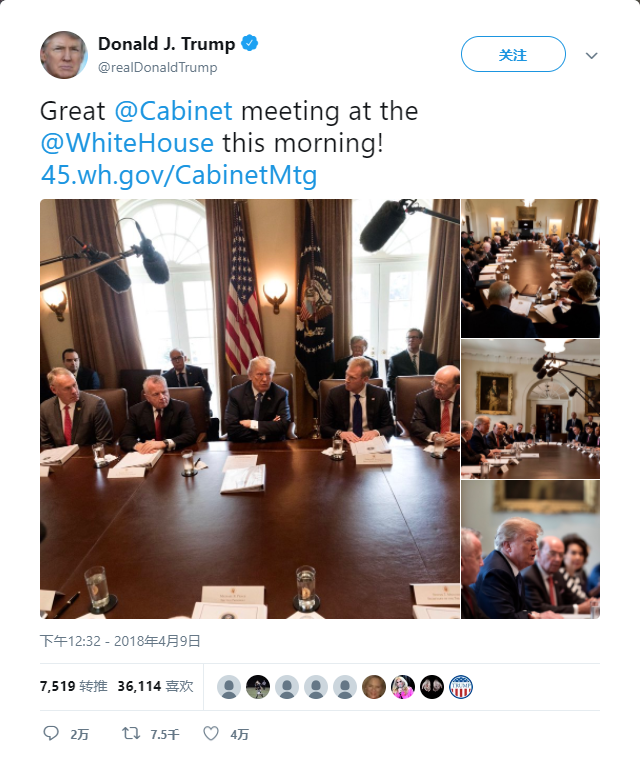 Donald J. Trump
@realDonaldTrump
关注
Great @Cabinet meeting at the
@WhiteHouse this morning!
45.wh.gov/CabinetMtg
下午12:32 - 2018年4月9日
7,519 转推 36,114 喜欢
TRUMP
2万 7.5千 4万